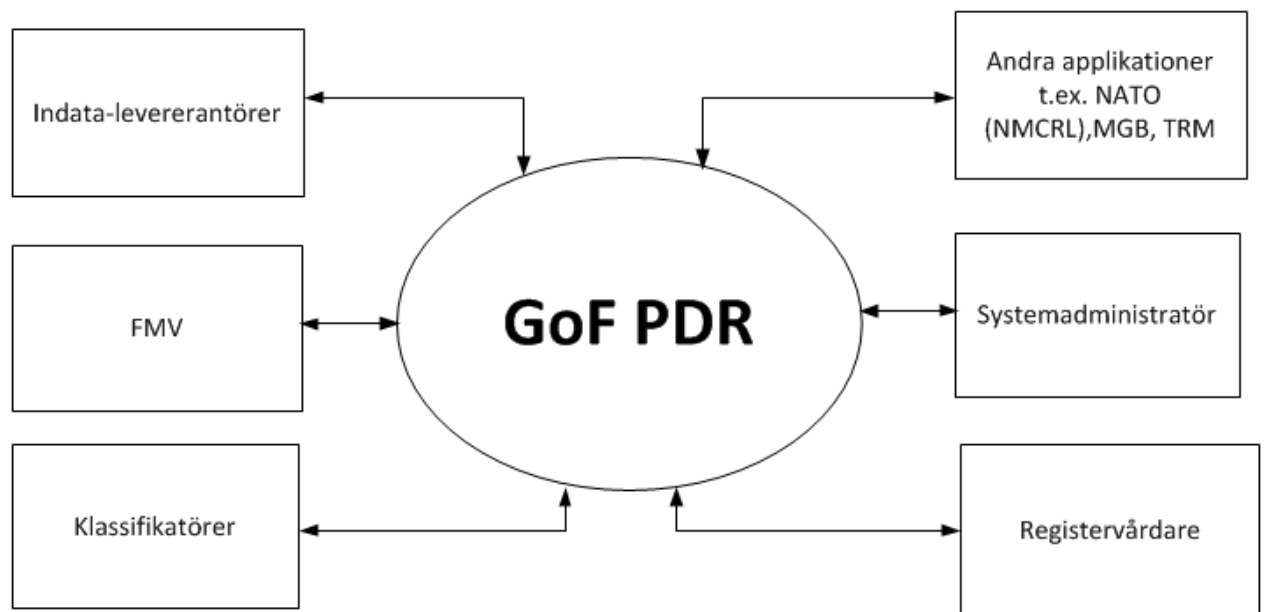 Indata-levererantörer
Andra applikationer
t.ex. NATO
(NMCRL),MGB, TRM
FMV
GoF PDR
Systemadministratör
Klassifikatörer
Registervårdare